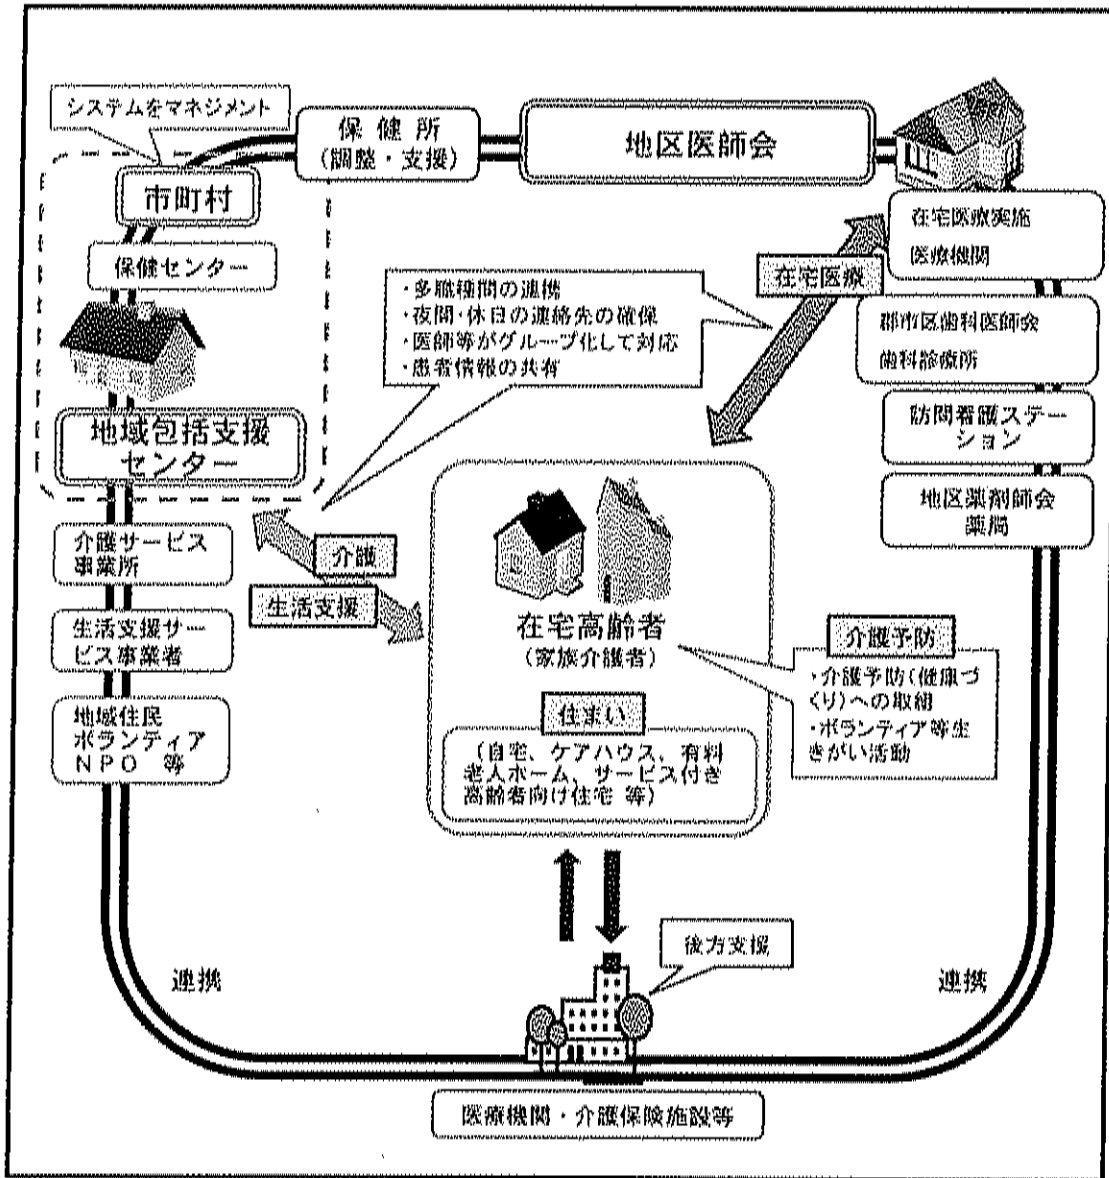 システムをマネジメント
保健所
(調整・支援)
地区医師会
市町村
保健センター
地域包括支援
センター
在宅医療実施
医療機関
在宅医療
・多職種間の連携
・夜間・休日の連絡先の確保
・医師等がグループ化して対応
・患者情報の共有
郡市区歯科医師会
歯科診療所
訪問看護ステー
ション
地区薬剤師会
薬局
介護サービス
事業所
介護
生活支援
生活支援サー
ビス事業者
地域住民
ボランティア
NPO 等
在宅高齢者
(家族介護者)
住まい
(自宅、ケアハウス、有料
老人ホーム、サービス付き
高齢者向け住宅 等)
介護予防
・介護予防(健康づ
くり)への取組
・ボランティア等生
きがい活動
後方支援
連携
連携
医療機関・介護保険施設等